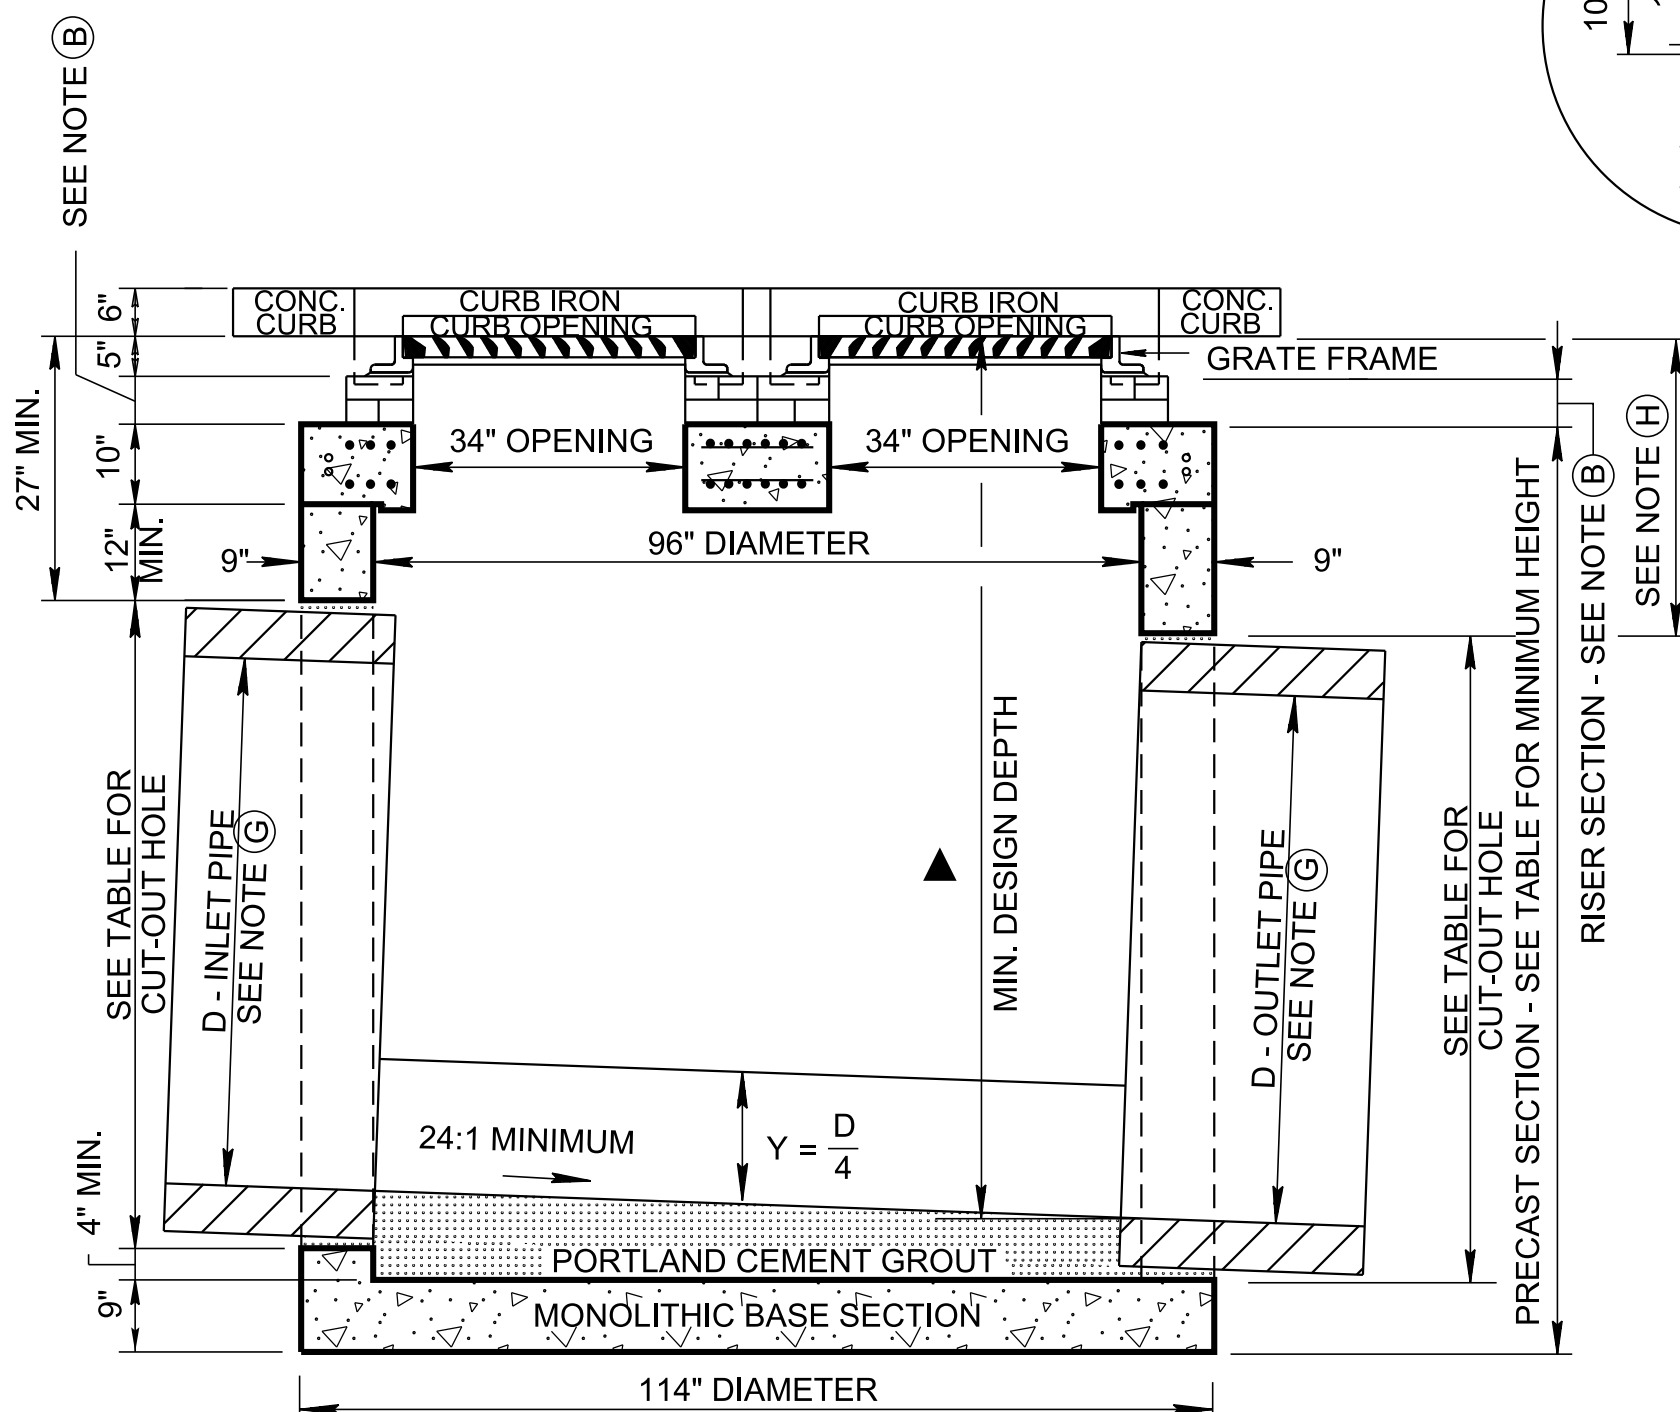 SEE NOTE B
10
6"
5"
27" MIN.
10"
12"
MIN.
CONC.
CURB
CURB IRON
CURB OPENING
CURB IRON
CURB OPENING
CONC.
CURB
GRATE FRAME
34" OPENING
34" OPENING
9"
96" DIAMETER
9"
SEE TABLE FOR
CUT-OUT HOLE
D - INLET PIPE
SEE NOTE G
MIN. DESIGN DEPTH
D - OUTLET PIPE
SEE NOTE G
SEE TABLE FOR
CUT-OUT HOLE
PRECAST SECTION - SEE TABLE FOR MINIMUM HEIGHT
RISER SECTION - SEE NOTE B
SEE NOTE H
24:1 MINIMUM
Y = D
4
4" MIN.
9"
PORTLAND CEMENT GROUT
MONOLITHIC BASE SECTION
114" DIAMETER